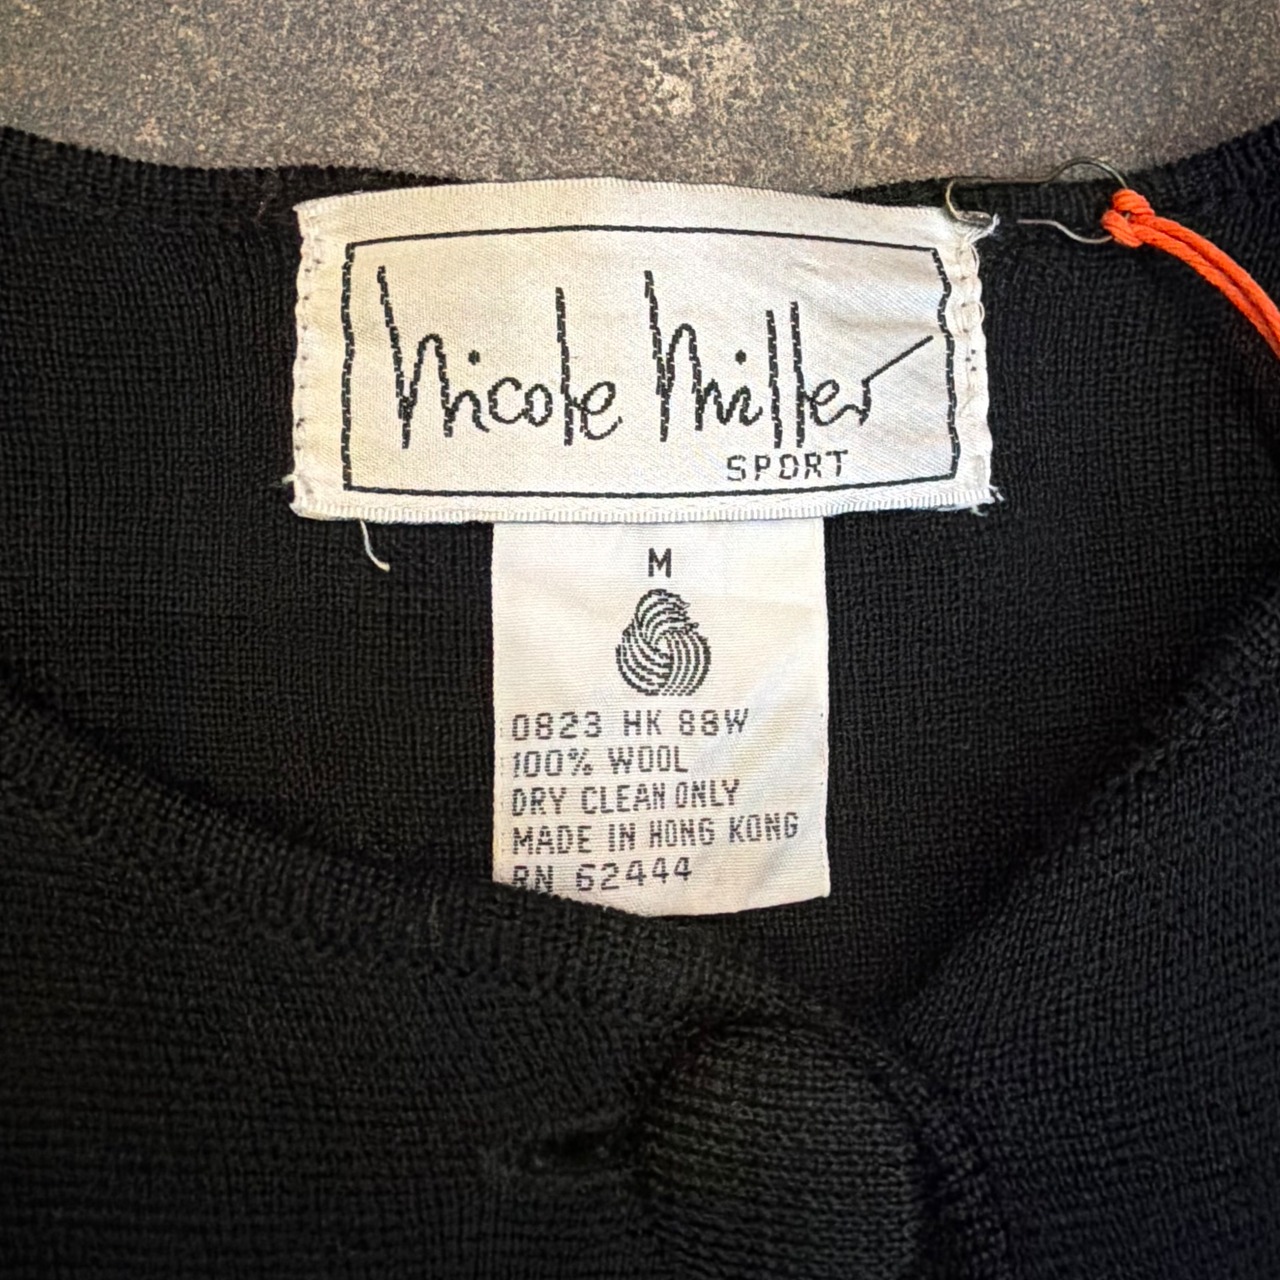 Nicole Miller
SPORT
M
0823 HK 88W
100% WOOL
DRY CLEAN ONLY
MADE IN HONG KONG
RN 62444